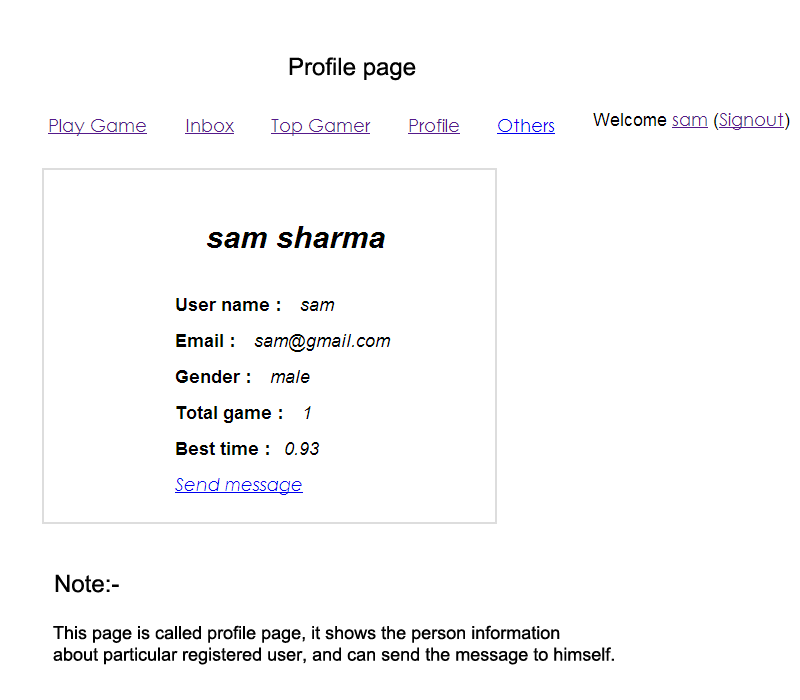 Profile page
Play Game Inbox Top Gamer Profile Others Welcome sam (Signout)
sam sharma
User name : sam
Email : sam@gmail.com
Gender : male
Total game : 1
Best time : 0.93
Send message
Note:-
This page is called profile page, it shows the person information
about particular registered user, and can send the message to himself.